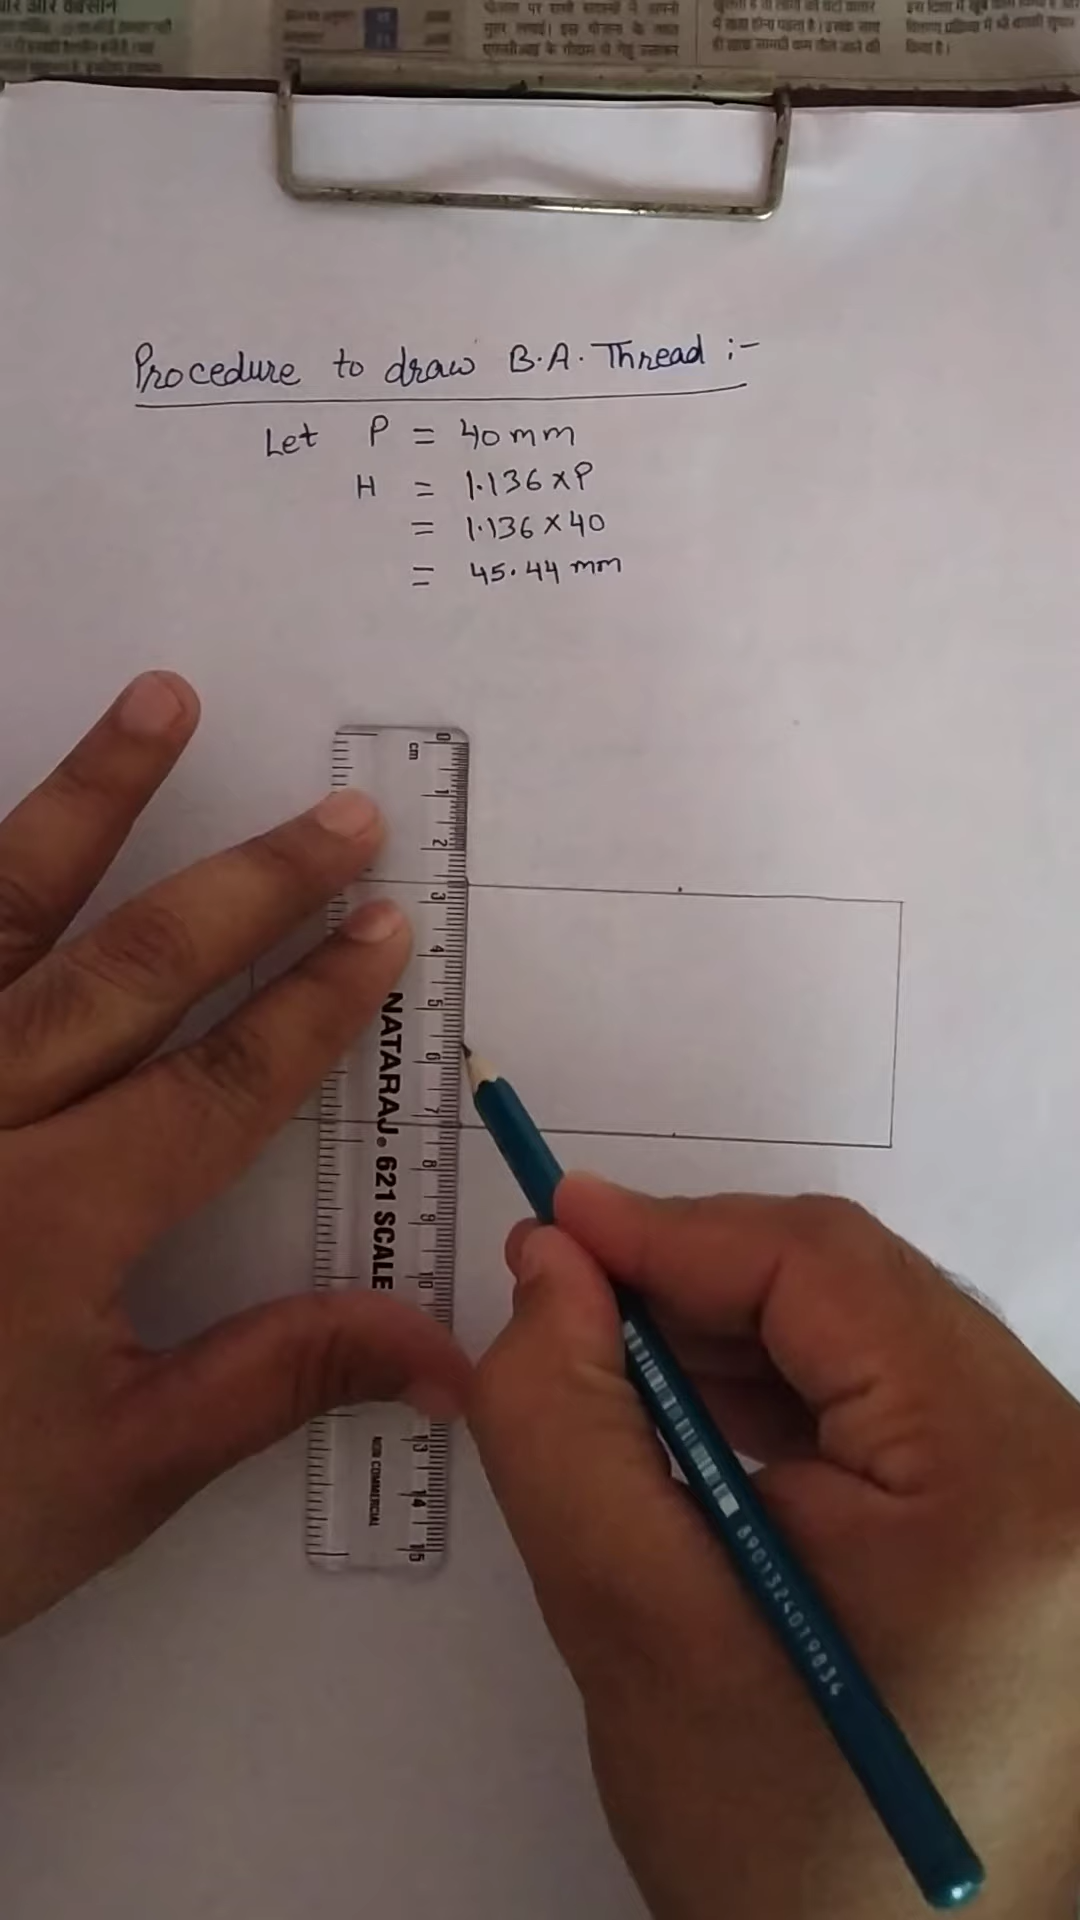 Procedure to draw B.A. Thread :-
Let P = 40 mm
H = 1.136 × P
= 1.136 × 40
= 45.44 mm
cm
0 1 2 3 4 5 6 7 8 9 10 13 14 15
NATARAJ 621 SCALE
NON COMMERCIAL
8901324019834